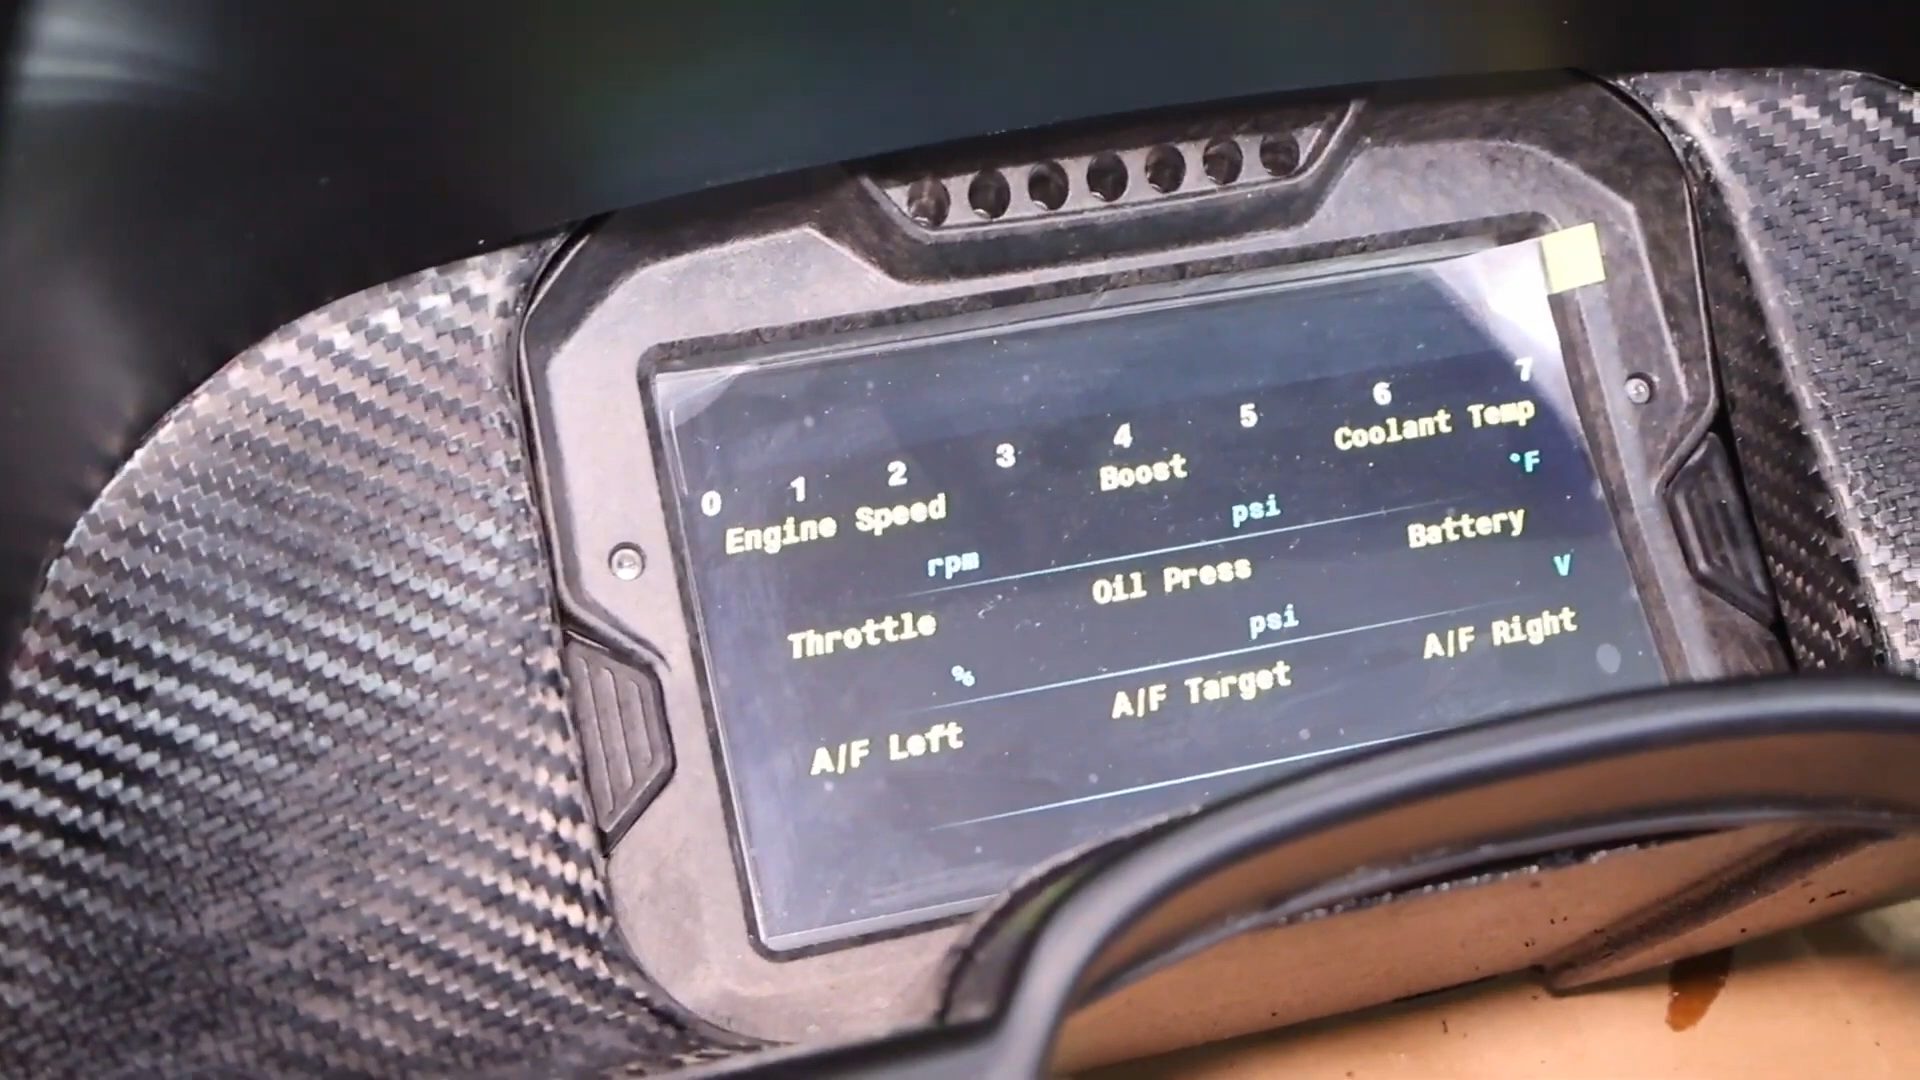 0 1 2 3 4 5 6 7
Engine Speed Boost Coolant Temp
rpm psi °F
Throttle Oil Press Battery
% psi V
A/F Left A/F Target A/F Right